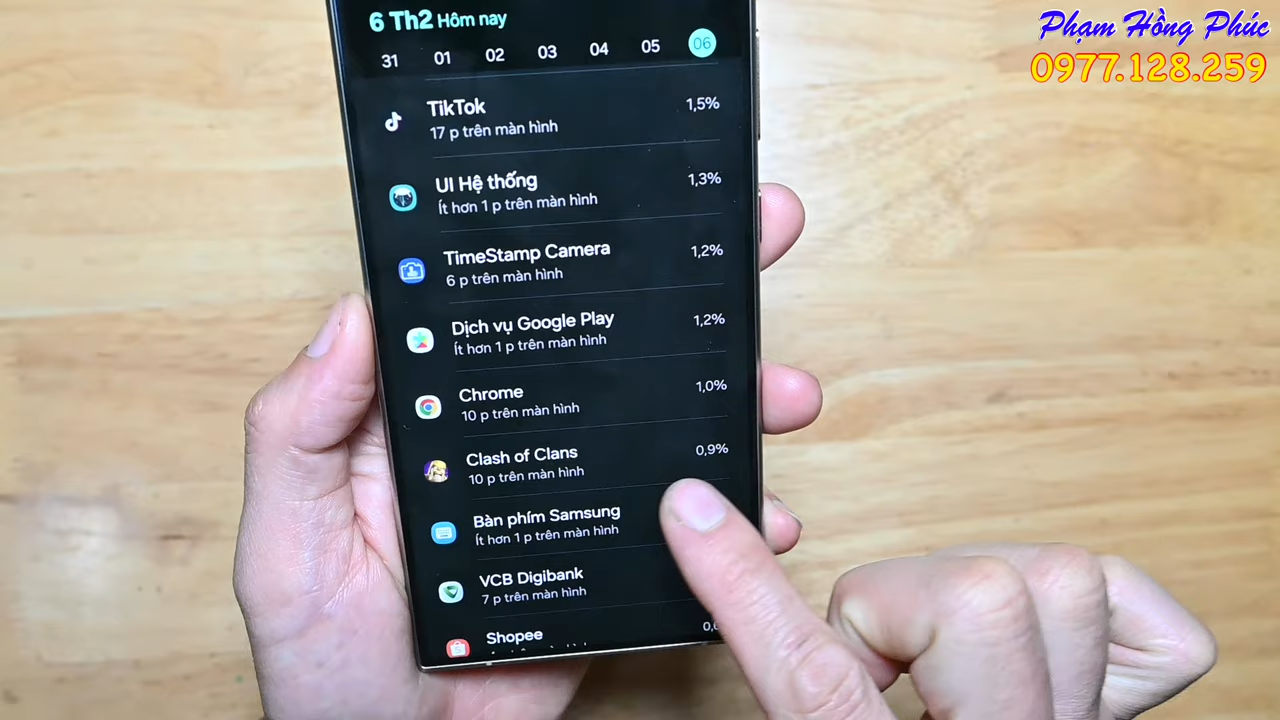 Phạm Hồng Phúc
0977.128.259
6 Th2 Hôm nay
31 01 02 03 04 05 06
TikTok 1,5%
17 p trên màn hình
UI Hệ thống 1,3%
Ít hơn 1 p trên màn hình
TimeStamp Camera 1,2%
6 p trên màn hình
Dịch vụ Google Play 1,2%
Ít hơn 1 p trên màn hình
Chrome 1,0%
10 p trên màn hình
Clash of Clans 0,9%
10 p trên màn hình
Bàn phím Samsung
Ít hơn 1 p trên màn hình
VCB Digibank
7 p trên màn hình
Shopee